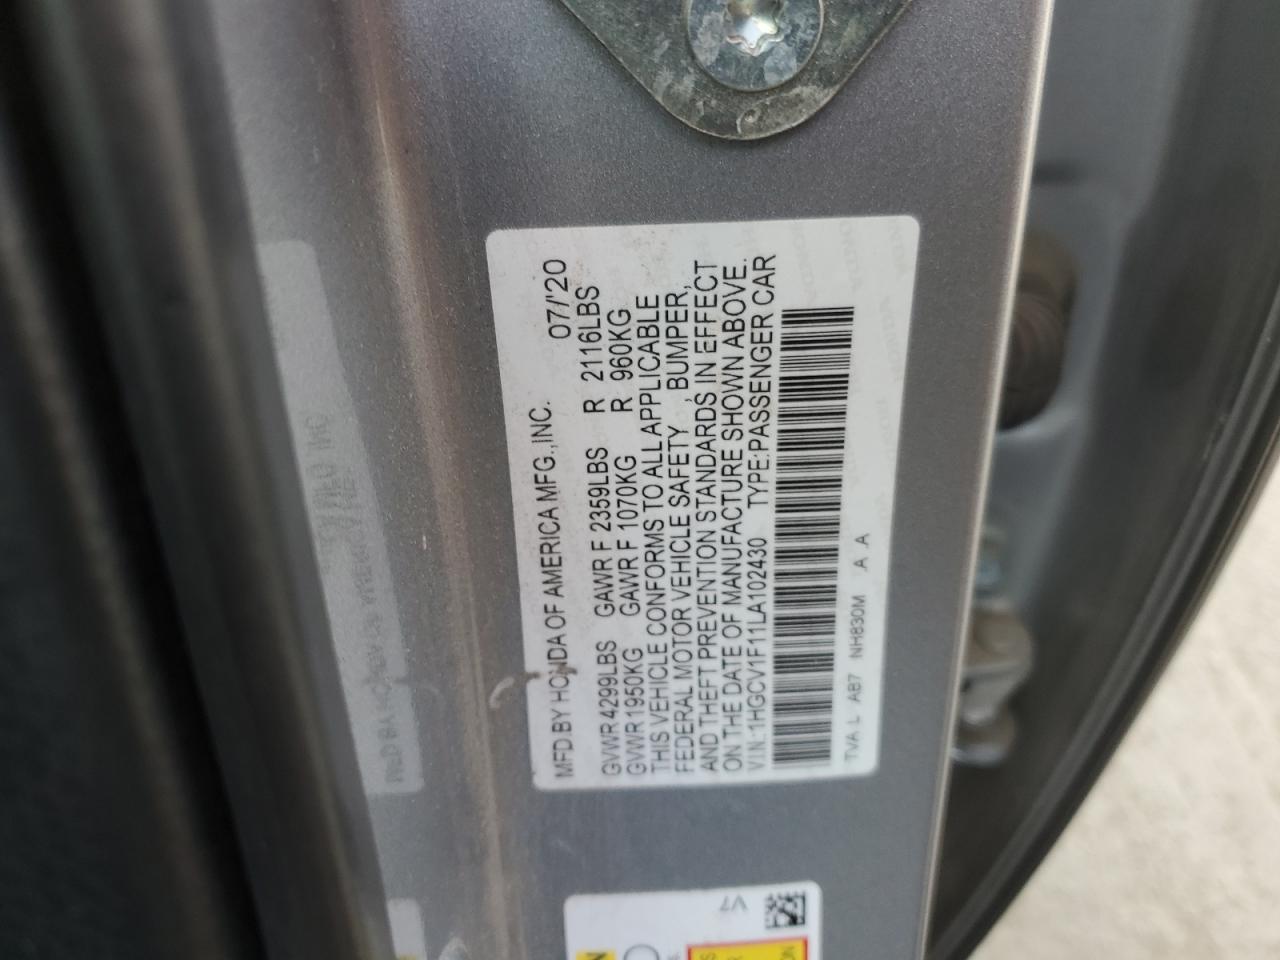 MFD.BY HONDA OF AMERICA MFG.,INC. 07/'20
GVWR 4299LBS GAWR F 2359LBS R 2116LBS
GVWR 1950KG GAWR F 1070KG R 960KG
THIS VEHICLE CONFORMS TO ALL APPLICABLE
FEDERAL MOTOR VEHICLE SAFETY ,BUMPER,
AND THEFT PREVENTION STANDARDS IN EFFECT
ON THE DATE OF MANUFACTURE SHOWN ABOVE.
V.I.N:1HGCV1F11LA102430 TYPE:PASSENGER CAR
TVA L AB7 NH830M A A
V7